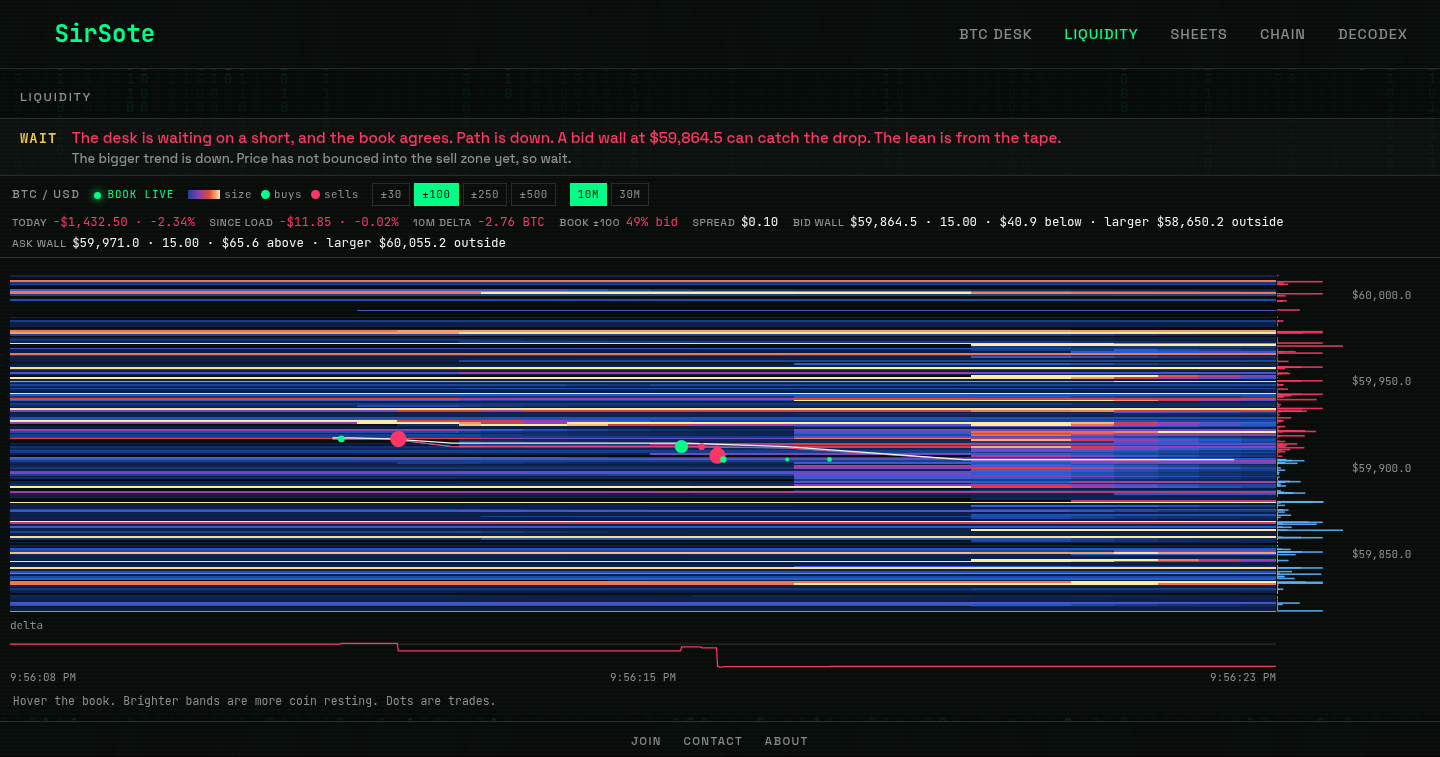 SirSote
BTC DESK LIQUIDITY SHEETS CHAIN DECODEX
LIQUIDITY
WAIT The desk is waiting on a short, and the book agrees. Path is down. A bid wall at $59,864.5 can catch the drop. The lean is from the tape.
The bigger trend is down. Price has not bounced into the sell zone yet, so wait.
BTC / USD BOOK LIVE size buys sells ±30 ±100 ±250 ±500 10M 30M
TODAY -$1,432.50 · -2.34% SINCE LOAD -$11.85 · -0.02% 10M DELTA -2.76 BTC BOOK ±100 49% bid SPREAD $0.10 BID WALL $59,864.5 · 15.00 · $40.9 below · larger $58,650.2 outside
ASK WALL $59,971.0 · 15.00 · $65.6 above · larger $60,055.2 outside
$60,000.0
$59,950.0
$59,900.0
$59,850.0
delta
9:56:08 PM 9:56:15 PM 9:56:23 PM
Hover the book. Brighter bands are more coin resting. Dots are trades.
JOIN CONTACT ABOUT